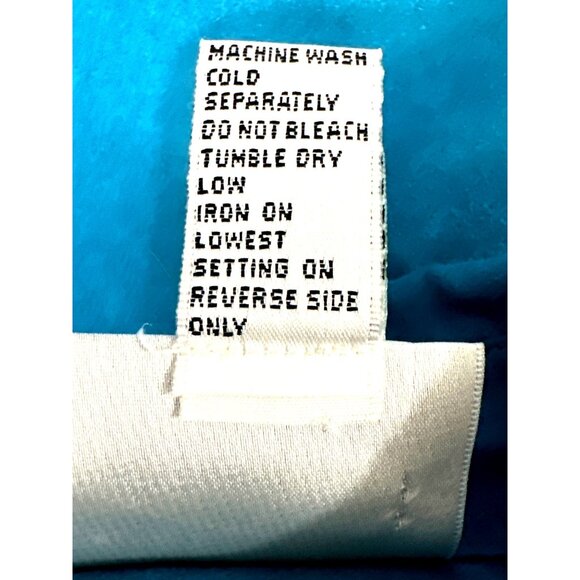 MACHINE WASH
COLD
SEPARATELY
DO NOT BLEACH
TUMBLE DRY
LOW
IRON ON
LOWEST
SETTING ON
REVERSE SIDE
ONLY